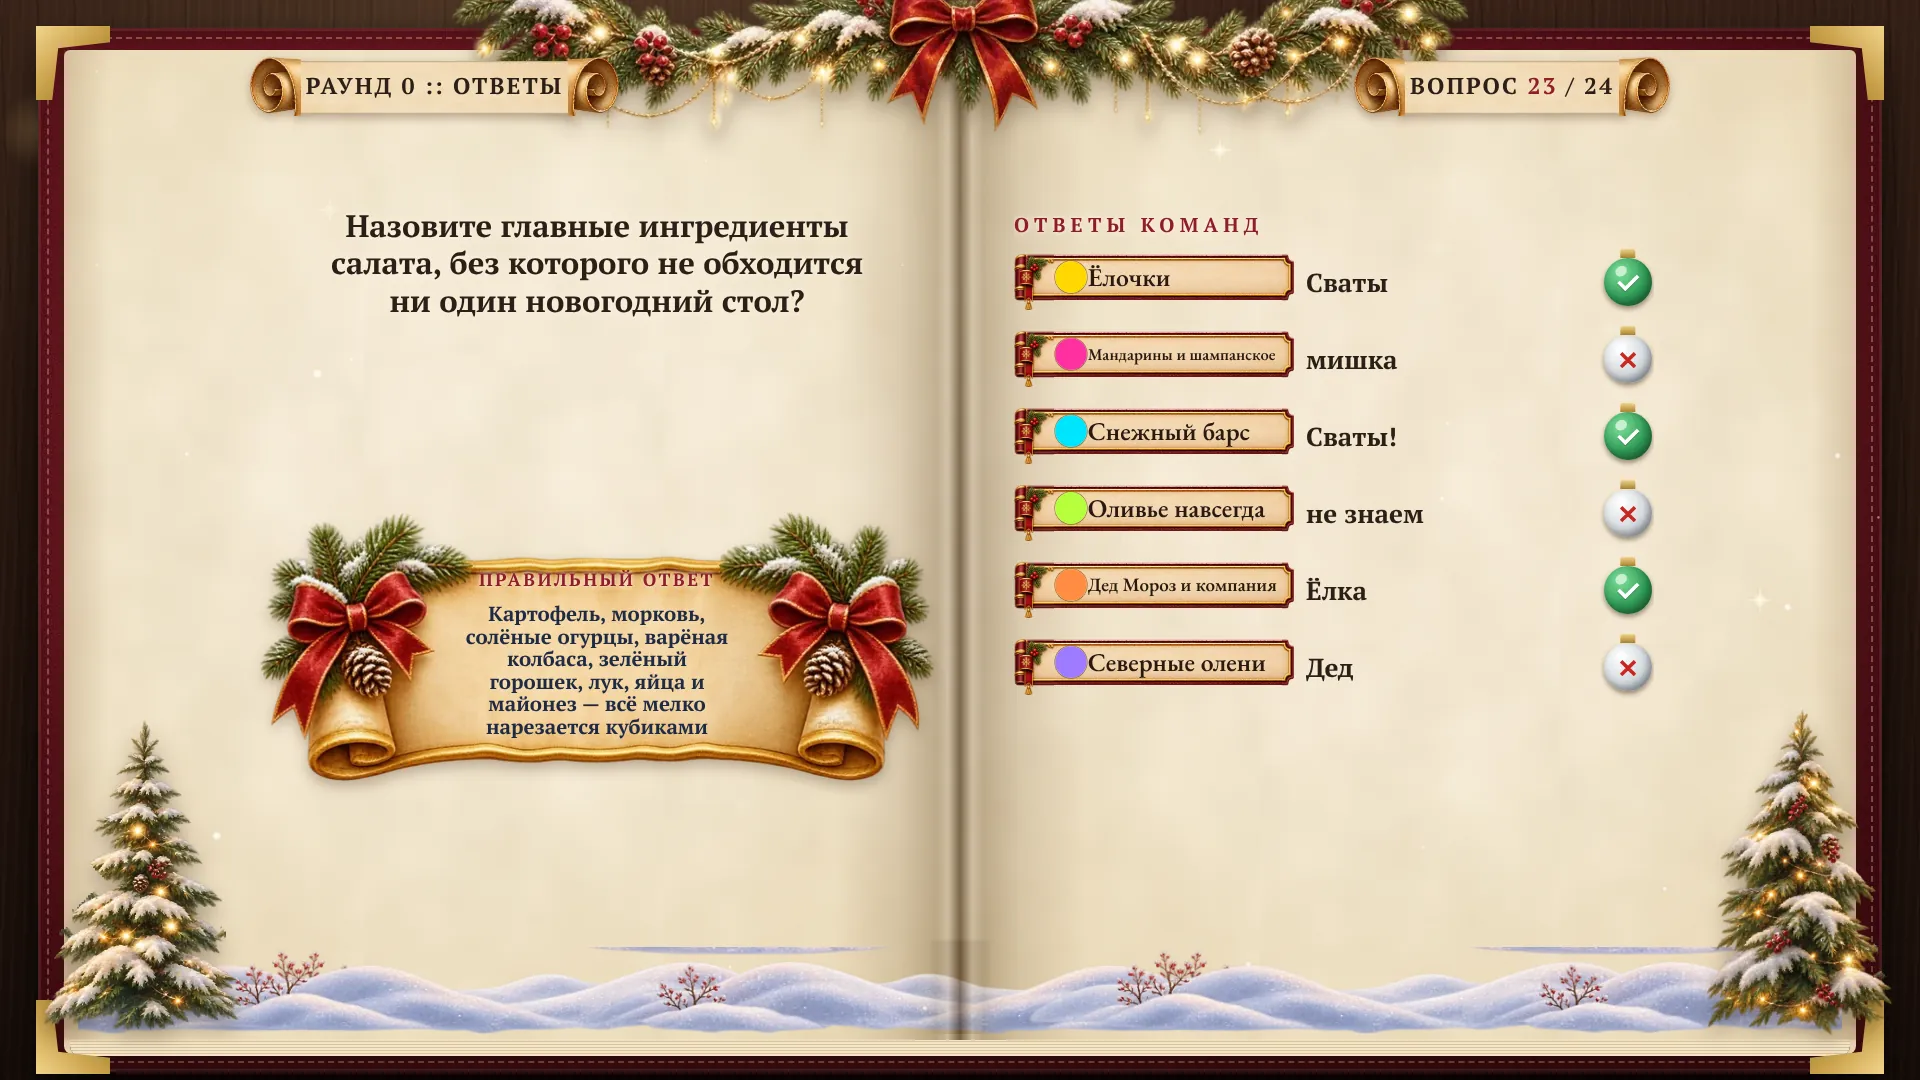 РАУНД 0 :: ОТВЕТЫ
ВОПРОС 23 / 24
Назовите главные ингредиенты
салата, без которого не обходится
ни один новогодний стол?
ПРАВИЛЬНЫЙ ОТВЕТ
Картофель, морковь,
солёные огурцы, варёная
колбаса, зелёный
горошек, лук, яйца и
майонез — всё мелко
нарезается кубиками
ОТВЕТЫ КОМАНД
Ёлочки Сваты
Мандарины и шампанское мишка
Снежный барс Сваты!
Оливье навсегда не знаем
Дед Мороз и компания Ёлка
Северные олени Дед